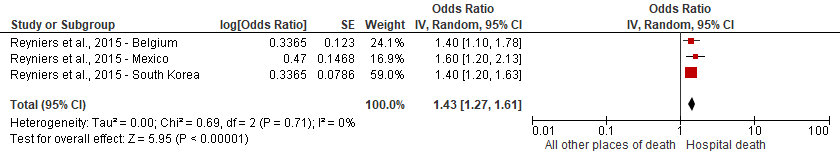 Odds Ratio Odds Ratio
Study or Subgroup log[Odds Ratio] SE Weight IV, Random, 95% CI IV, Random, 95% CI
Reyniers et al., 2015 - Belgium 0.3365 0.123 24.1% 1.40 [1.10, 1.78]
Reyniers et al., 2015 - Mexico 0.47 0.1468 16.9% 1.60 [1.20, 2.13]
Reyniers et al., 2015 - South Korea 0.3365 0.0786 59.0% 1.40 [1.20, 1.63]
Total (95% CI) 100.0% 1.43 [1.27, 1.61]
Heterogeneity: Tau² = 0.00; Chi² = 0.69, df = 2 (P = 0.71); I² = 0%
Test for overall effect: Z = 5.95 (P < 0.00001)
0.01 0.1 1 10 100
All other places of death Hospital death